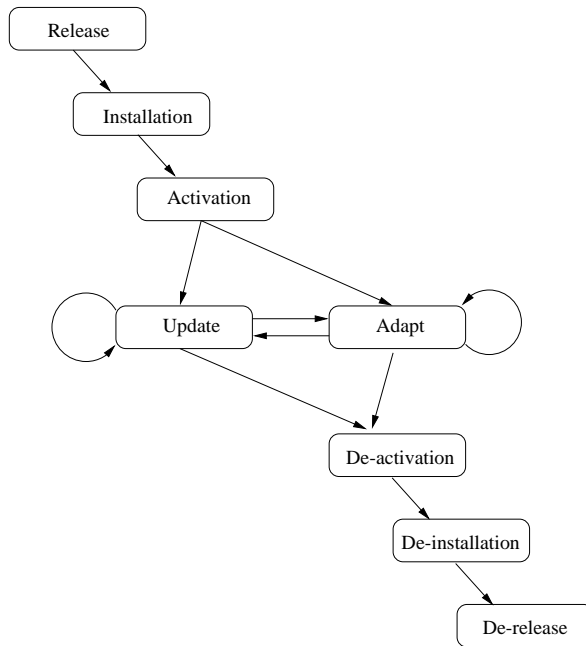 Release
Installation
Activation
Update
Adapt
De-activation
De-installation
De-release